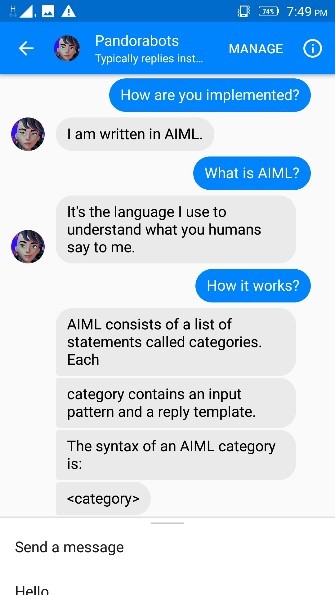 74% 7:49 PM
Pandorabots
MANAGE
Typically replies inst...
How are you implemented?
I am written in AIML.
What is AIML?
It's the language I use to
understand what you humans
say to me.
How it works?
AIML consists of a list of
statements called categories.
Each
category contains an input
pattern and a reply template.
The syntax of an AIML category
is:
<category>
Send a message
Hello